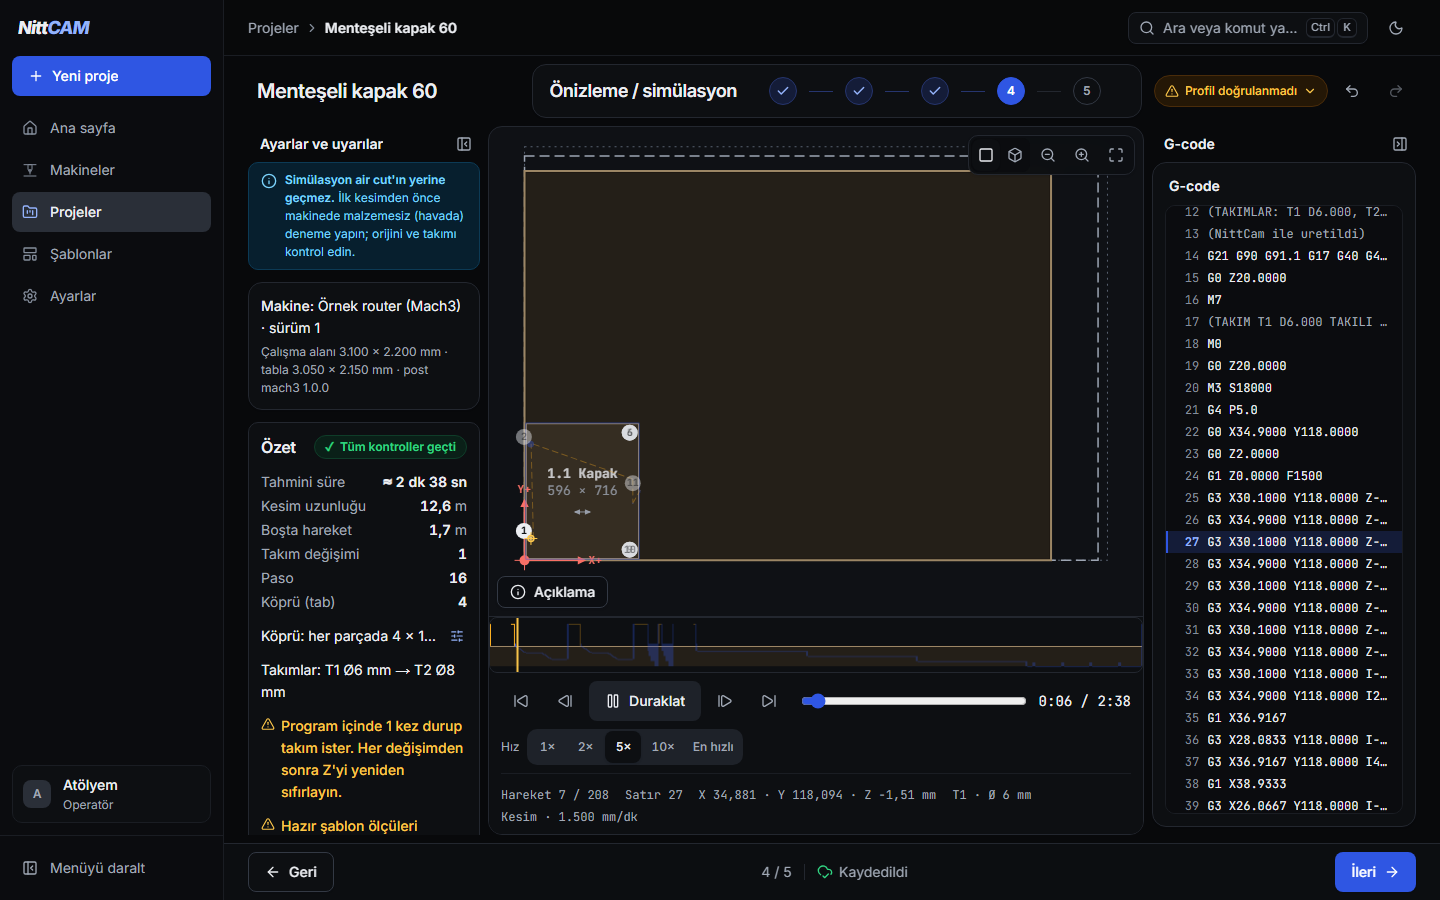 NittCAM
Projeler > Menteşeli kapak 60
Ara veya komut ya... Ctrl K
Yeni proje
Ana sayfa
Makineler
Projeler
Şablonlar
Ayarlar
A
Atölyem
Operatör
Menüyü daralt
Menteşeli kapak 60
Önizleme / simülasyon
4
5
Profil doğrulanmadı
Ayarlar ve uyarılar
Simülasyon air cut'ın yerine
geçmez. İlk kesimden önce
makinede malzemesiz (havada)
deneme yapın; orijini ve takımı
kontrol edin.
Makine: Örnek router (Mach3)
· sürüm 1
Çalışma alanı 3.100 × 2.200 mm ·
tabla 3.050 × 2.150 mm · post
mach3 1.0.0
Özet
✓ Tüm kontroller geçti
Tahmini süre ≈ 2 dk 38 sn
Kesim uzunluğu 12,6 m
Boşta hareket 1,7 m
Takım değişimi 1
Paso 16
Köprü (tab) 4
Köprü: her parçada 4 × 1...
Takımlar: T1 Ø6 mm → T2 Ø8
mm
Program içinde 1 kez durup
takım ister. Her değişimden
sonra Z'yi yeniden
sıfırlayın.
Hazır şablon ölçüleri
2
6
1.1 Kapak
596 × 716
11
Y+
1
X+
Açıklama
Duraklat
0:06 / 2:38
Hız 1× 2× 5× 10× En hızlı
Hareket 7 / 208 Satır 27 X 34,881 · Y 118,094 · Z -1,51 mm T1 · Ø 6 mm
Kesim · 1.500 mm/dk
G-code
G-code
12 (TAKIMLAR: T1 D6.000, T2…
13 (NittCam ile uretildi)
14 G21 G90 G91.1 G17 G40 G4…
15 G0 Z20.0000
16 M7
17 (TAKIM T1 D6.000 TAKILI …
18 M0
19 G0 Z20.0000
20 M3 S18000
21 G4 P5.0
22 G0 X34.9000 Y118.0000
23 G0 Z2.0000
24 G1 Z0.0000 F1500
25 G3 X30.1000 Y118.0000 Z-…
26 G3 X34.9000 Y118.0000 Z-…
27 G3 X30.1000 Y118.0000 Z-…
28 G3 X34.9000 Y118.0000 Z-…
29 G3 X30.1000 Y118.0000 Z-…
30 G3 X34.9000 Y118.0000 Z-…
31 G3 X30.1000 Y118.0000 Z-…
32 G3 X34.9000 Y118.0000 Z-…
33 G3 X30.1000 Y118.0000 I-…
34 G3 X34.9000 Y118.0000 I2…
35 G1 X36.9167
36 G3 X28.0833 Y118.0000 I-…
37 G3 X36.9167 Y118.0000 I4…
38 G1 X38.9333
39 G3 X26.0667 Y118.0000 I-…
Geri
4 / 5
Kaydedildi
İleri